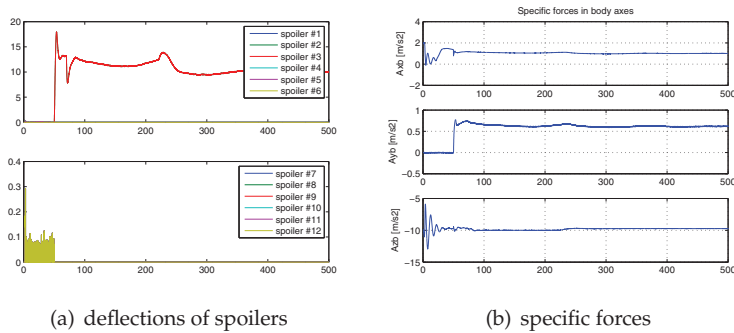 20
15
10
5
0
0 100 200 300 400 500
spoiler #1
spoiler #2
spoiler #3
spoiler #4
spoiler #5
spoiler #6
0.4
0.3
0.2
0.1
0
0 100 200 300 400 500
spoiler #7
spoiler #8
spoiler #9
spoiler #10
spoiler #11
spoiler #12
(a) deflections of spoilers
Specific forces in body axes
Axb [m/s2]
4
2
0
−2
0 100 200 300 400 500
Ayb [m/s2]
1
0.5
0
−0.5
0 100 200 300 400 500
Azb [m/s2]
−5
−10
−15
0 100 200 300 400 500
(b) specific forces